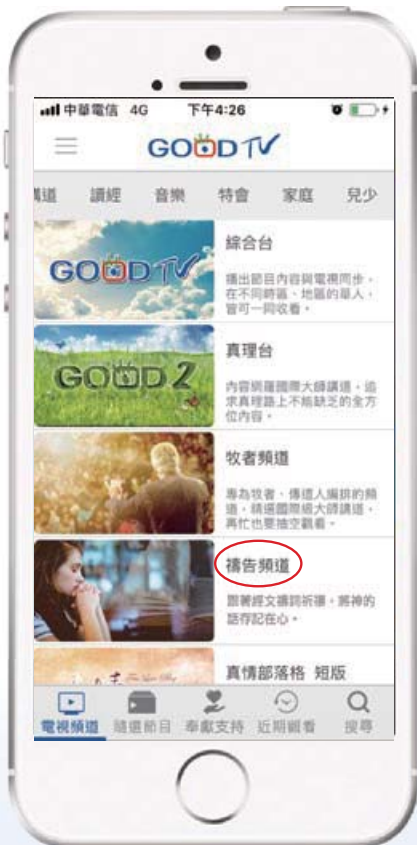 中華電信 4G 下午4:26
GOOD TV
講道 讀經 音樂 特會 家庭 兒少
GOOD TV
綜合台
播出節目內容與電視同步，
在不同時區、地區的華人，
皆可一同收看。
GOOD 2
真理台
內容網羅國際大師講道，追
求真理路上不能缺乏的全方
位內容。
牧者頻道
專為牧者、傳道人編排的頻
道，精選國際級大師講道，
再忙也要抽空觀看。
禱告頻道
跟著經文禱詞祈禱，將神的
話存記在心。
真情部落格 短版
電視頻道 隨選節目 奉獻支持 近期觀看 搜尋